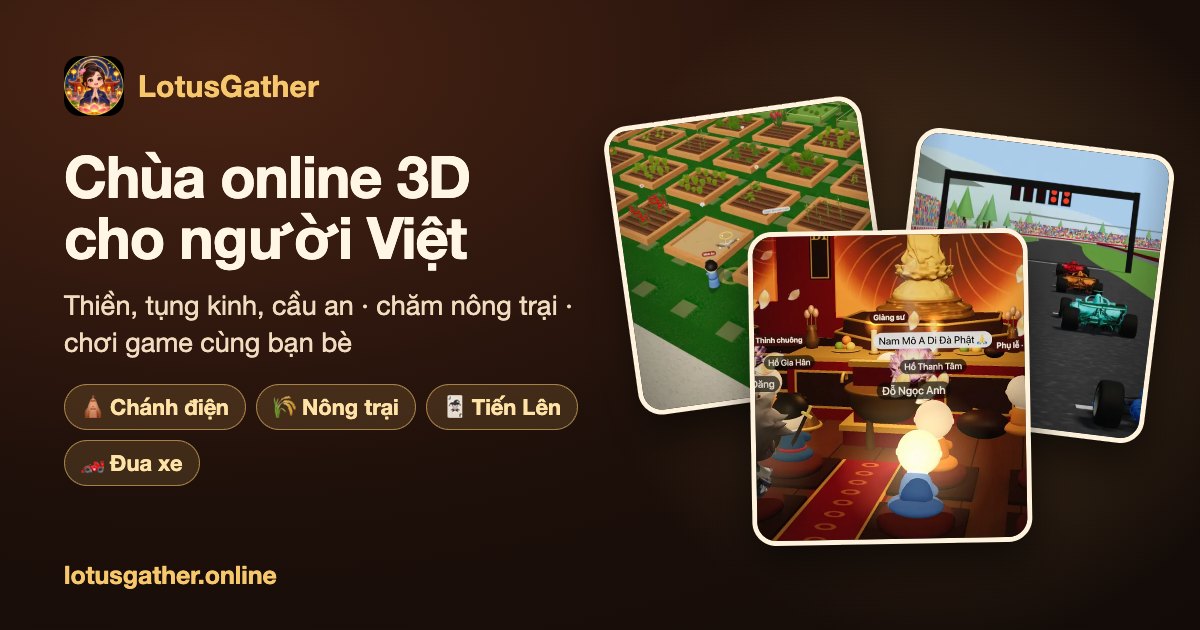 LotusGather
Chùa online 3D
cho người Việt
Thiền, tụng kinh, cầu an · chăm nông trại ·
chơi game cùng bạn bè
Chánh điện
Nông trại
Tiến Lên
Đua xe
lotusgather.online
Giảng sư
Thỉnh chuông
Nam Mô A Di Đà Phật 🙏
Phụ lễ ·
Hồ Gia Hân
Hồ Thanh Tâm
Đăng
Đỗ Ngọc Anh